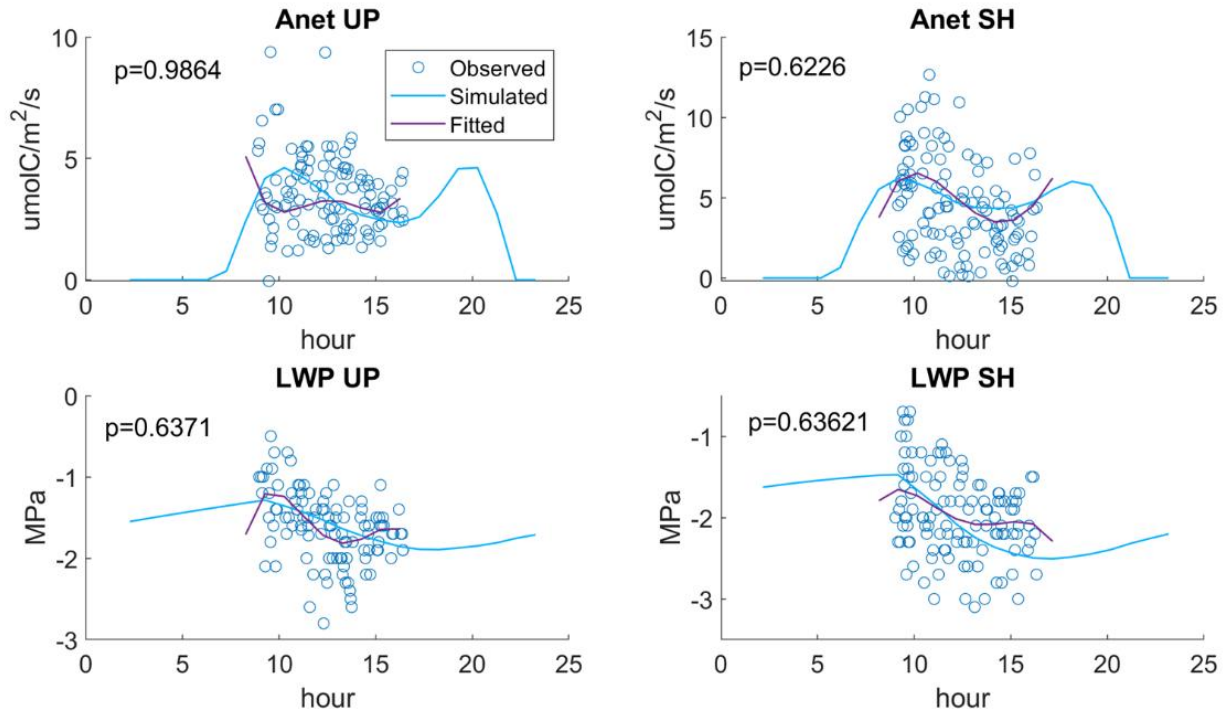 Anet UP
10
5
0
umolC/m²/s
p=0.9864
Observed
Simulated
Fitted
0 5 10 15 20 25
hour
Anet SH
15
10
5
0
umolC/m²/s
p=0.6226
0 5 10 15 20 25
hour
LWP UP
0
-1
-2
-3
MPa
p=0.6371
0 5 10 15 20 25
hour
LWP SH
-1
-2
-3
MPa
p=0.63621
0 5 10 15 20 25
hour